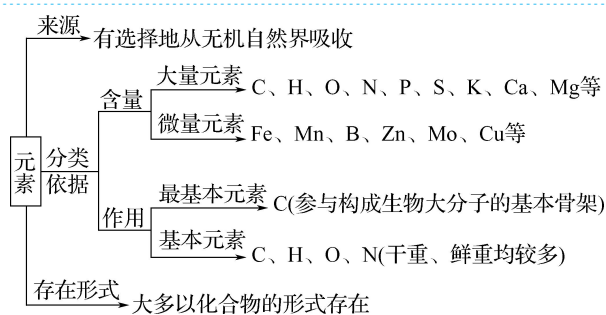 来源
有选择地从无机自然界吸收
大量元素
C、H、O、N、P、S、K、Ca、Mg等
含量
微量元素
Fe、Mn、B、Zn、Mo、Cu等
元素
分类
依据
最基本元素
C(参与构成生物大分子的基本骨架)
作用
基本元素
C、H、O、N(干重、鲜重均较多)
存在形式
大多以化合物的形式存在